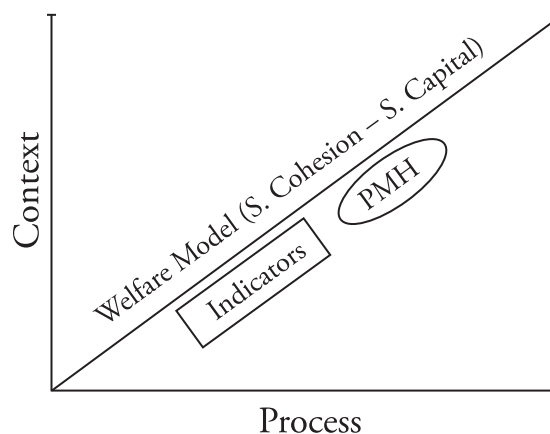 Context
Welfare Model (S. Cohesion – S. Capital)
PMH
Indicators
Process